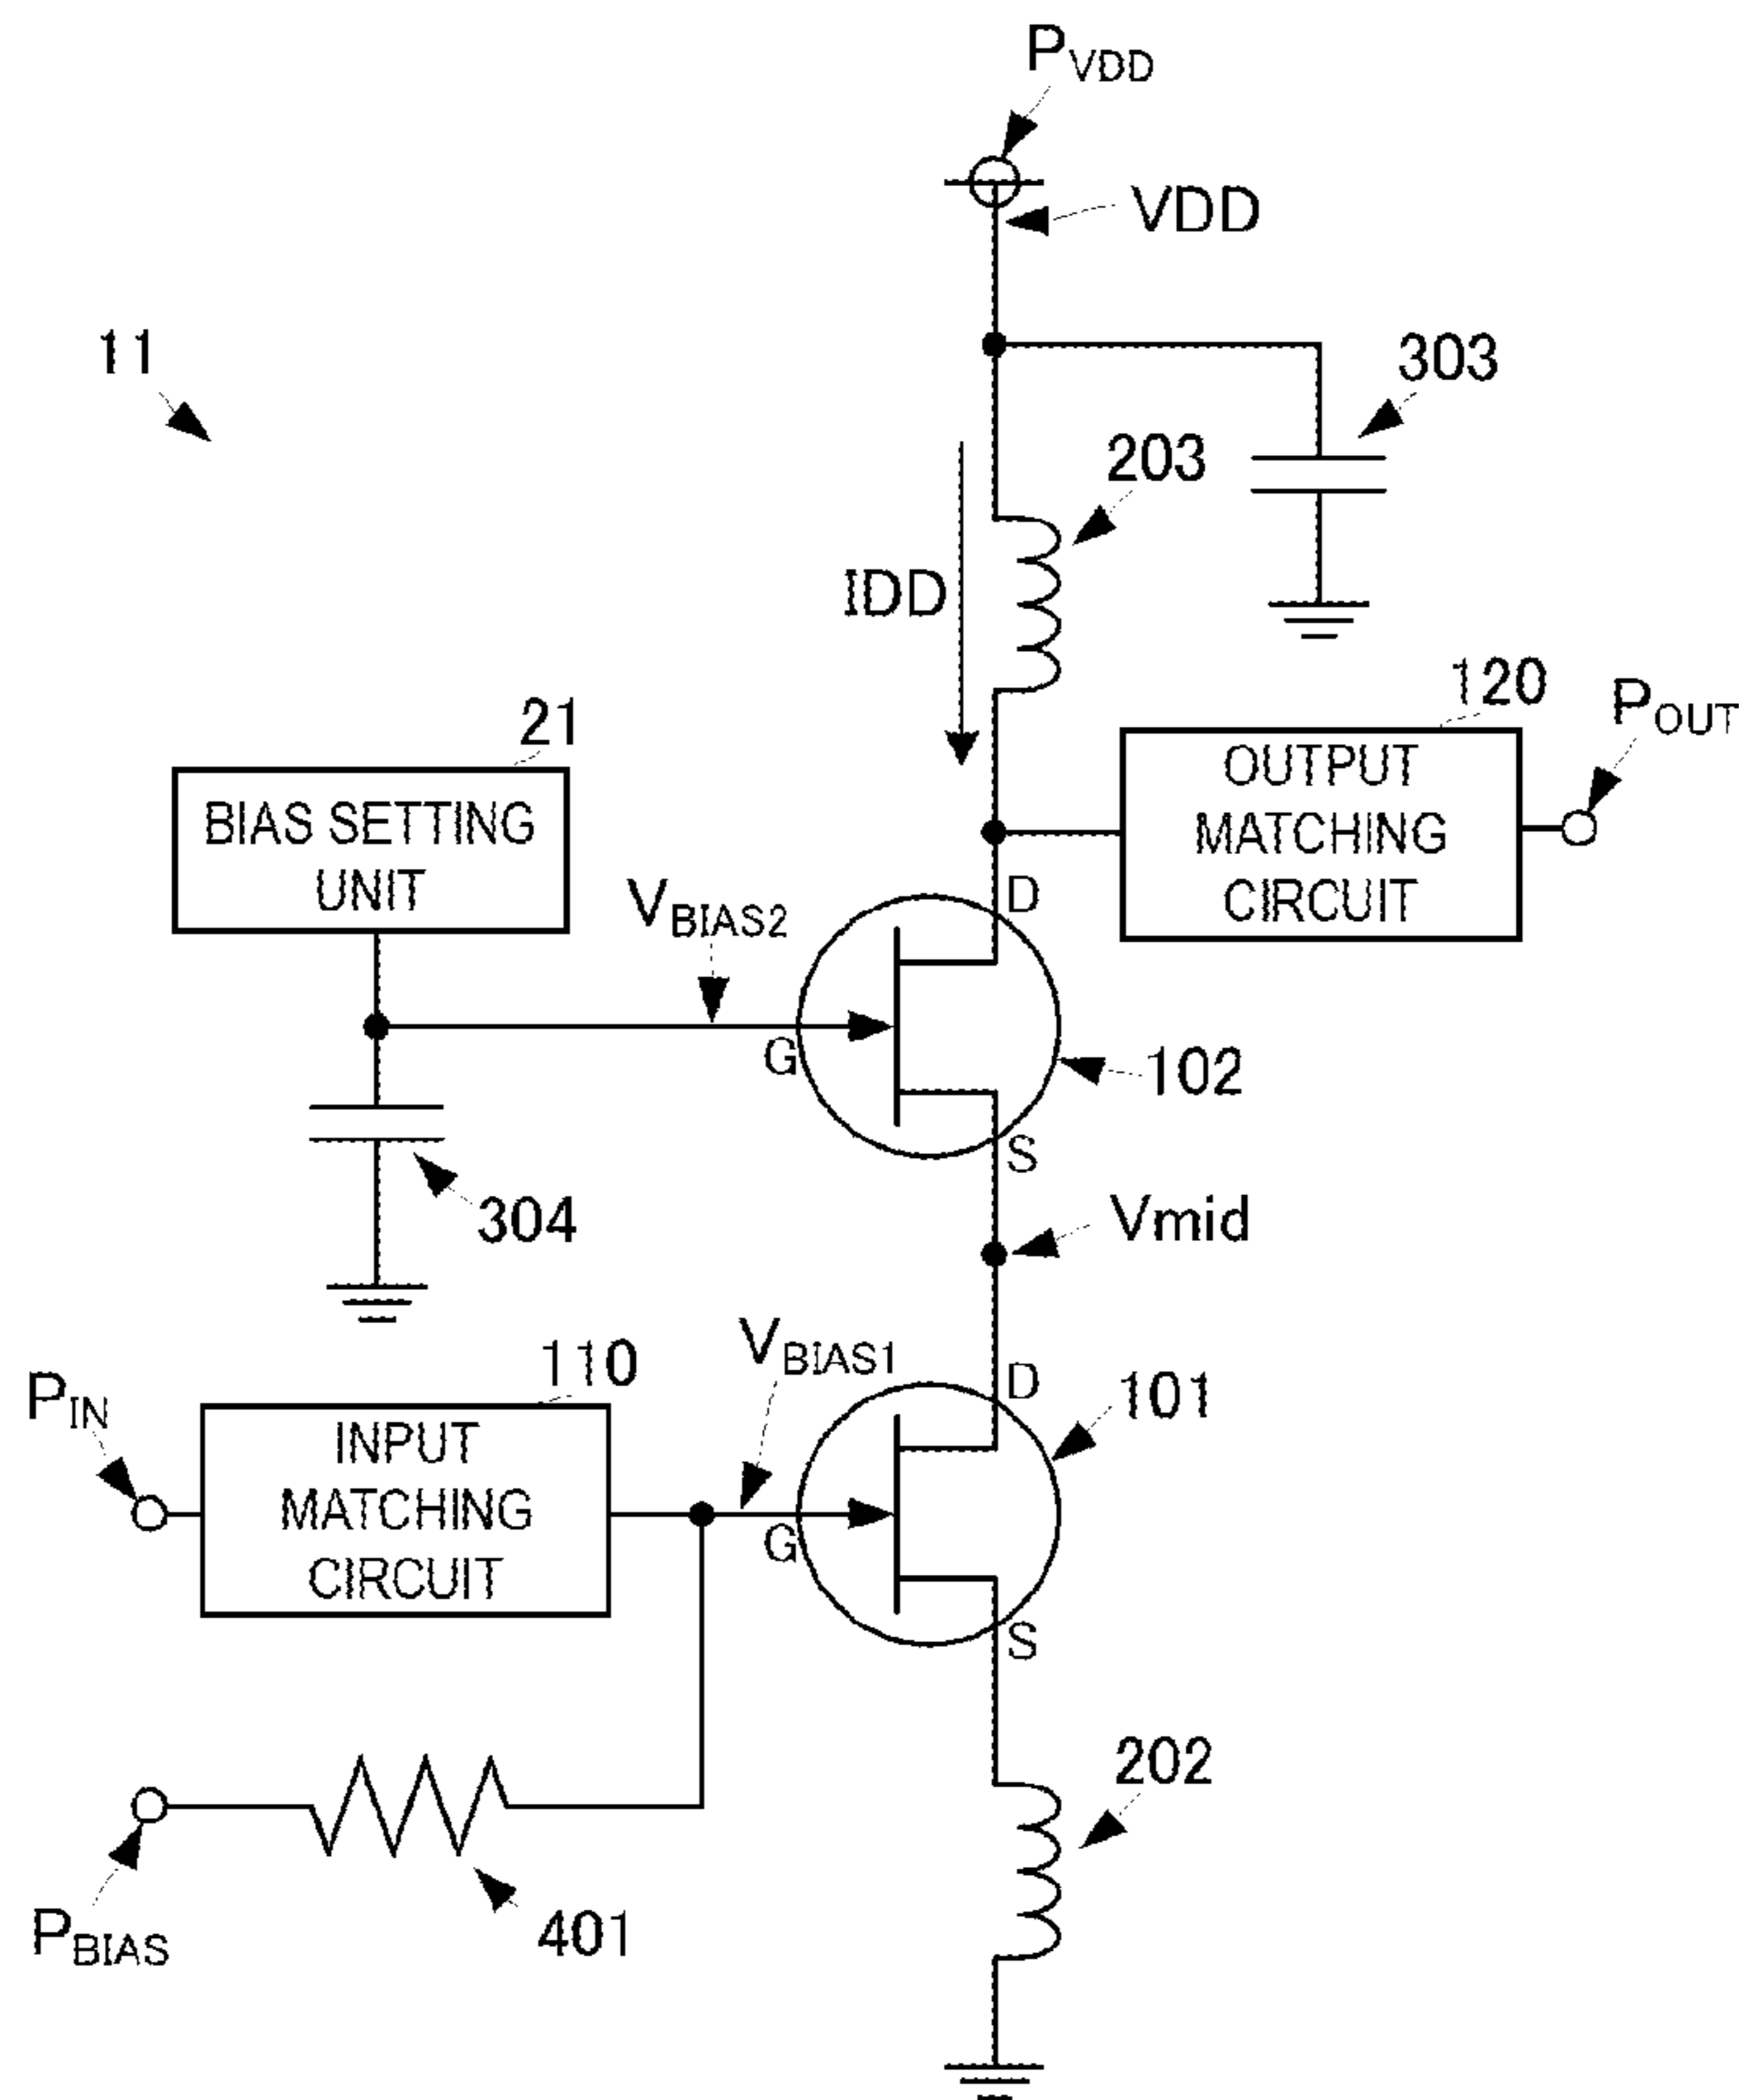 PVDD
VDD
11
303
203
IDD
120
POUT
OUTPUT
MATCHING
CIRCUIT
21
BIAS SETTING
UNIT
VBIAS2
D
G
102
S
304
Vmid
VBIAS1
D
110
101
PIN
INPUT
MATCHING
CIRCUIT
G
S
202
PBIAS
401